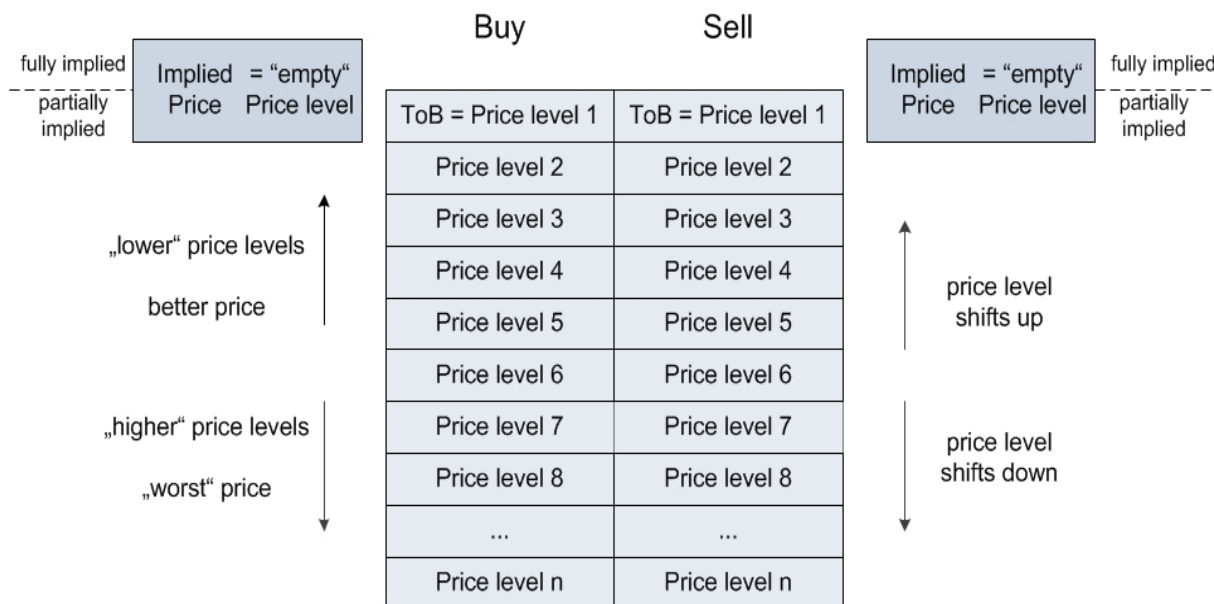 Buy
Sell
fully implied
partially
implied
Implied = “empty“
Price Price level
Implied = “empty“
Price Price level
fully implied
partially
implied
ToB = Price level 1
ToB = Price level 1
Price level 2
Price level 2
Price level 3
Price level 3
Price level 4
Price level 4
Price level 5
Price level 5
Price level 6
Price level 6
Price level 7
Price level 7
Price level 8
Price level 8
...
...
Price level n
Price level n
„lower“ price levels
better price
„higher“ price levels
„worst“ price
price level
shifts up
price level
shifts down